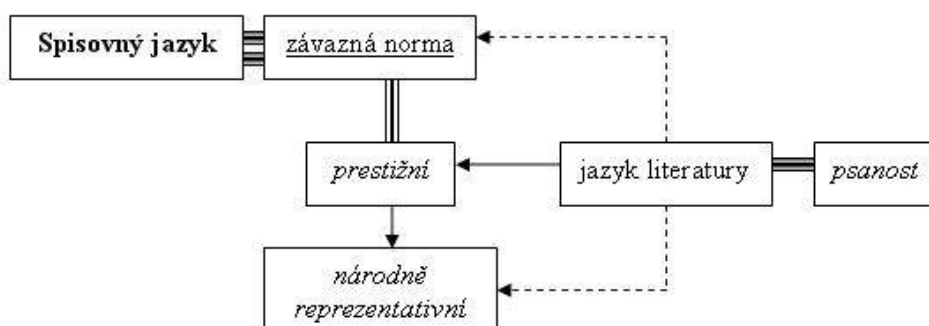 Spisovný jazyk
závazná norma
prestižní
jazyk literatury
psanost
národně
reprezentativní